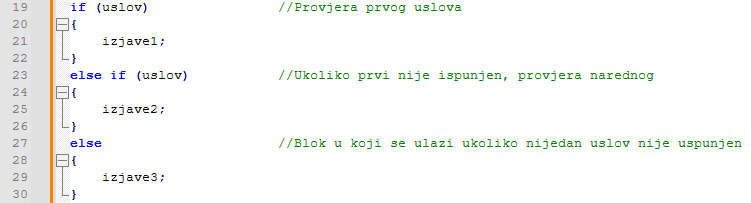 19 if (uslov) //Provjera prvog uslova
20 {
21 izjave1;
22 }
23 else if (uslov) //Ukoliko prvi nije ispunjen, provjera narednog
24 {
25 izjave2;
26 }
27 else //Blok u koji se ulazi ukoliko nijedan uslov nije uspunjen
28 {
29 izjave3;
30 }